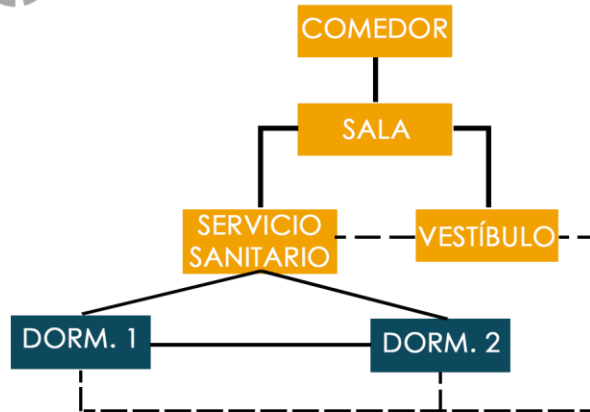 COMEDOR
SALA
SERVICIO
SANITARIO
VESTÍBULO
DORM. 1
DORM. 2